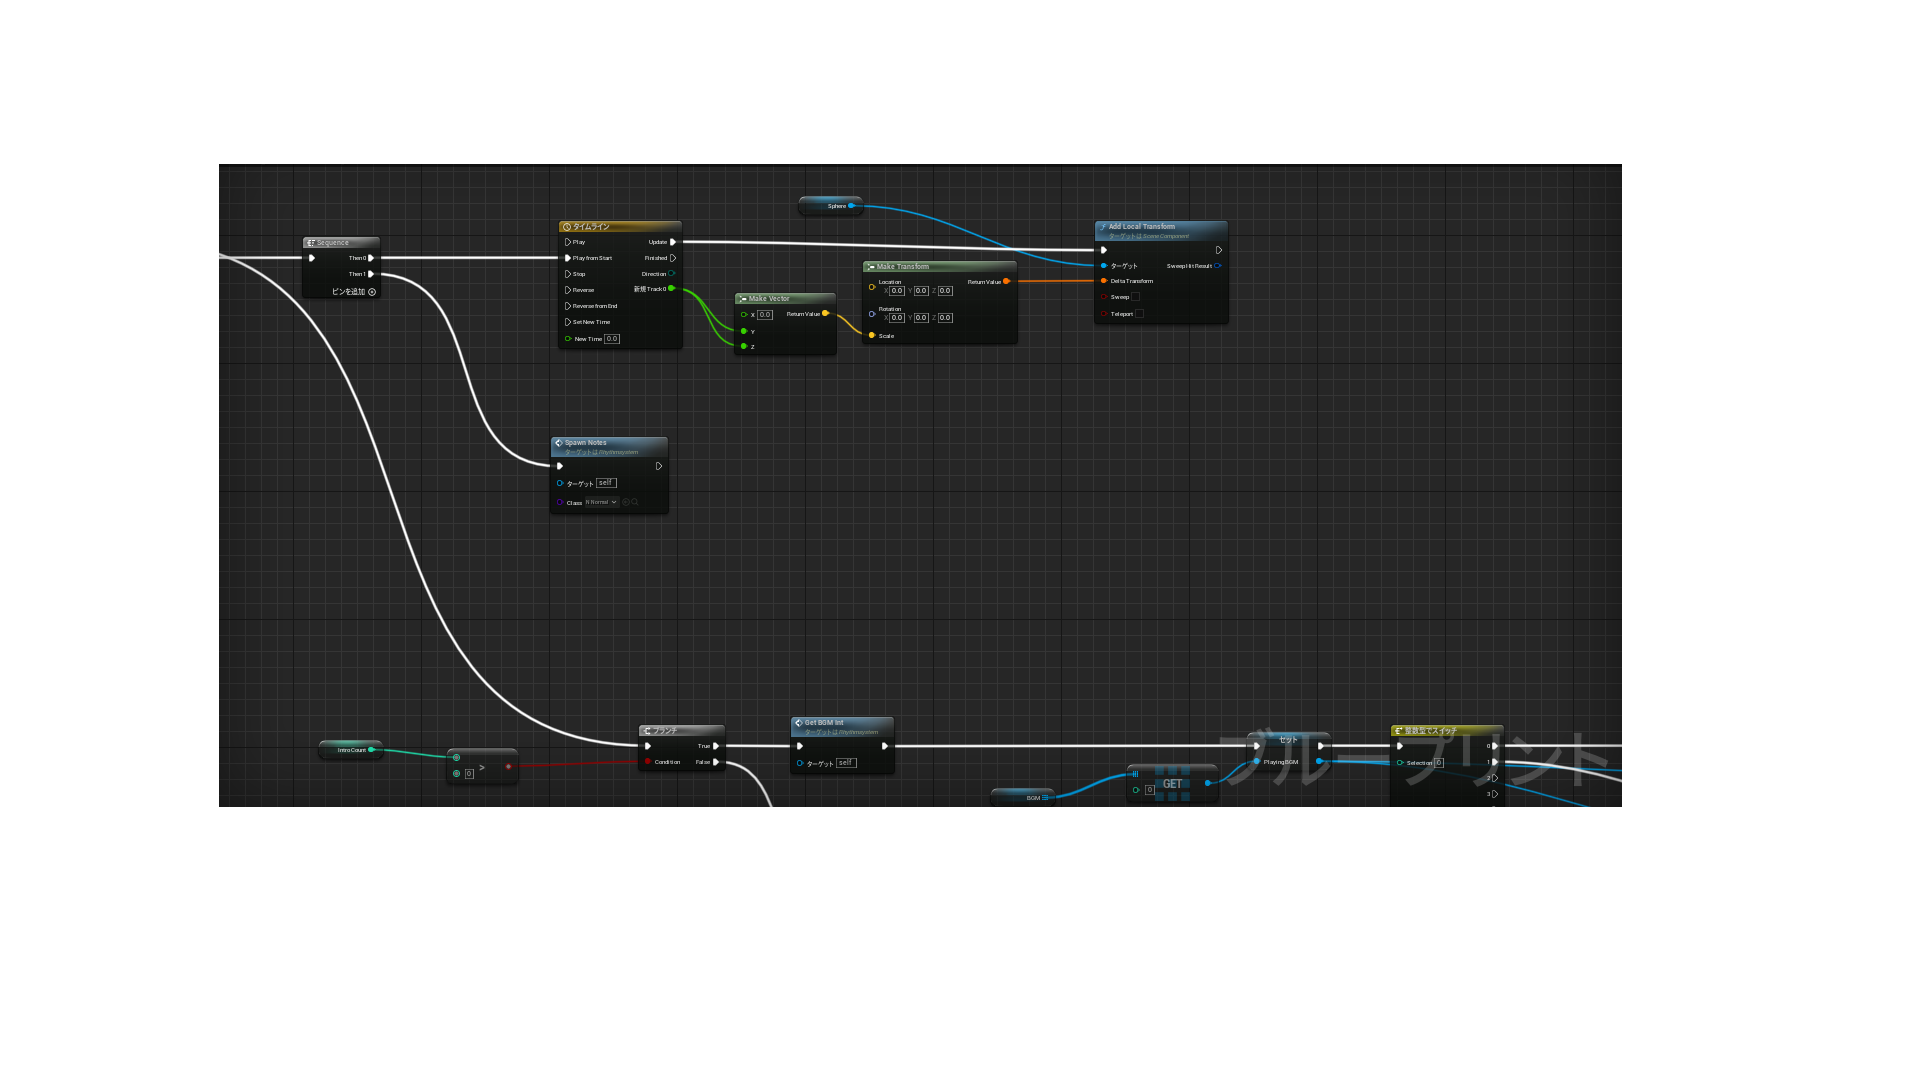 Sphere
タイムライン
Add Local Transform
ターゲットは Scene Component
Sequence
Play
Update
Then 0
Play from Start
Finished
Then 1
Stop
Direction
ピンを追加
Reverse
新規 Track 0
Reverse from End
Set New Time
New Time 0.0
Make Vector
X 0.0
Return Value
Y
Z
Make Transform
Location
Return Value
X 0.0 Y 0.0 Z 0.0
Rotation
X 0.0 Y 0.0 Z 0.0
Scale
ターゲット
Sweep Hit Result
Delta Transform
Sweep
Teleport
Spawn Notes
ターゲットは Rhythmsystem
ターゲット self
Class N Normal
Intro Count
0
>
ブランチ
True
Condition
False
Get BGM Int
ターゲットは Rhythmsystem
ターゲット self
BGM
GET
0
セット
Playing BGM
整数型でスイッチ
0
Selection 0
1
2
3
ブループリント